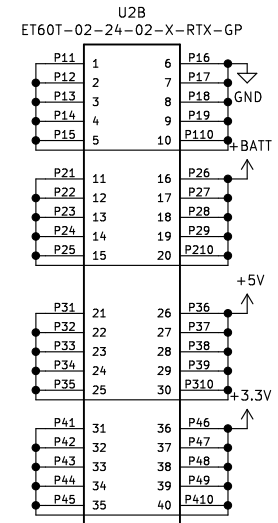 U2B
ET60T-02-24-02-X-RTX-GP
P11 1 6 P16
P12 2 7 P17
GND
P13 3 8 P18
P14 4 9 P19
P15 5 10 P110
+BATT
P21 11 16 P26
P22 12 17 P27
P23 13 18 P28
P24 14 19 P29
P25 15 20 P210
+5V
P31 21 26 P36
P32 22 27 P37
P33 23 28 P38
P34 24 29 P39
P35 25 30 P310
+3.3V
P41 31 36 P46
P42 32 37 P47
P43 33 38 P48
P44 34 39 P49
P45 35 40 P410